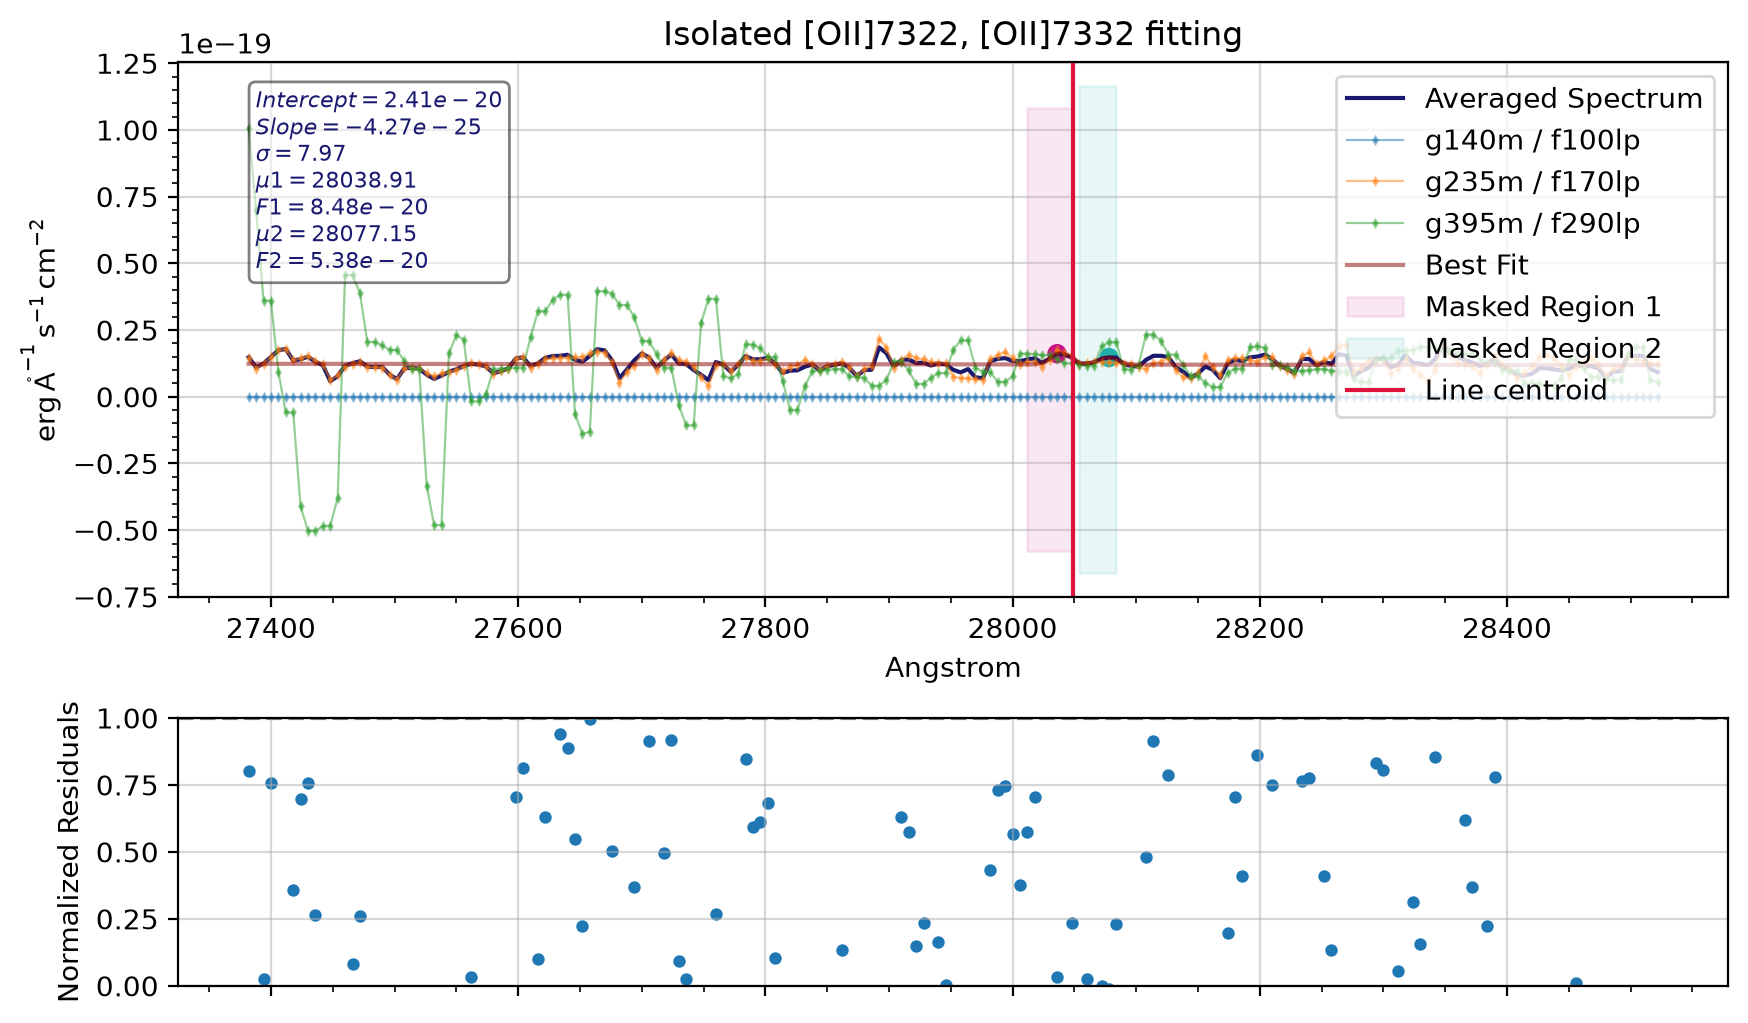 Isolated [OII]7322, [OII]7332 fitting
1e−19
1.25
1.00
0.75
0.50
0.25
0.00
−0.25
−0.50
−0.75
erg Å⁻¹ s⁻¹ cm⁻²
Intercept = 2.41e − 20
Slope = −4.27e − 25
σ = 7.97
μ1 = 28038.91
F1 = 8.48e − 20
μ2 = 28077.15
F2 = 5.38e − 20
Averaged Spectrum
g140m / f100lp
g235m / f170lp
g395m / f290lp
Best Fit
Masked Region 1
Masked Region 2
Line centroid
27400 27600 27800 28000 28200 28400
Angstrom
1.00
0.75
0.50
0.25
0.00
Normalized Residuals